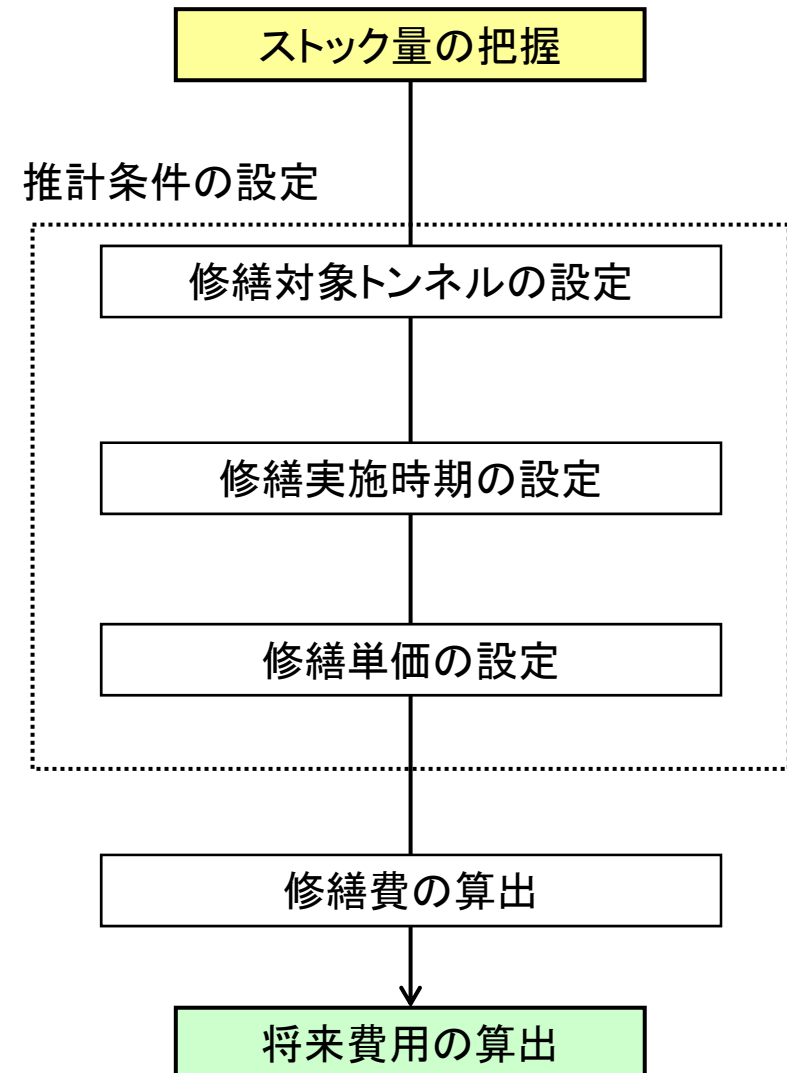 ストック量の把握
推計条件の設定
修繕対象トンネルの設定
修繕実施時期の設定
修繕単価の設定
修繕費の算出
将来費用の算出